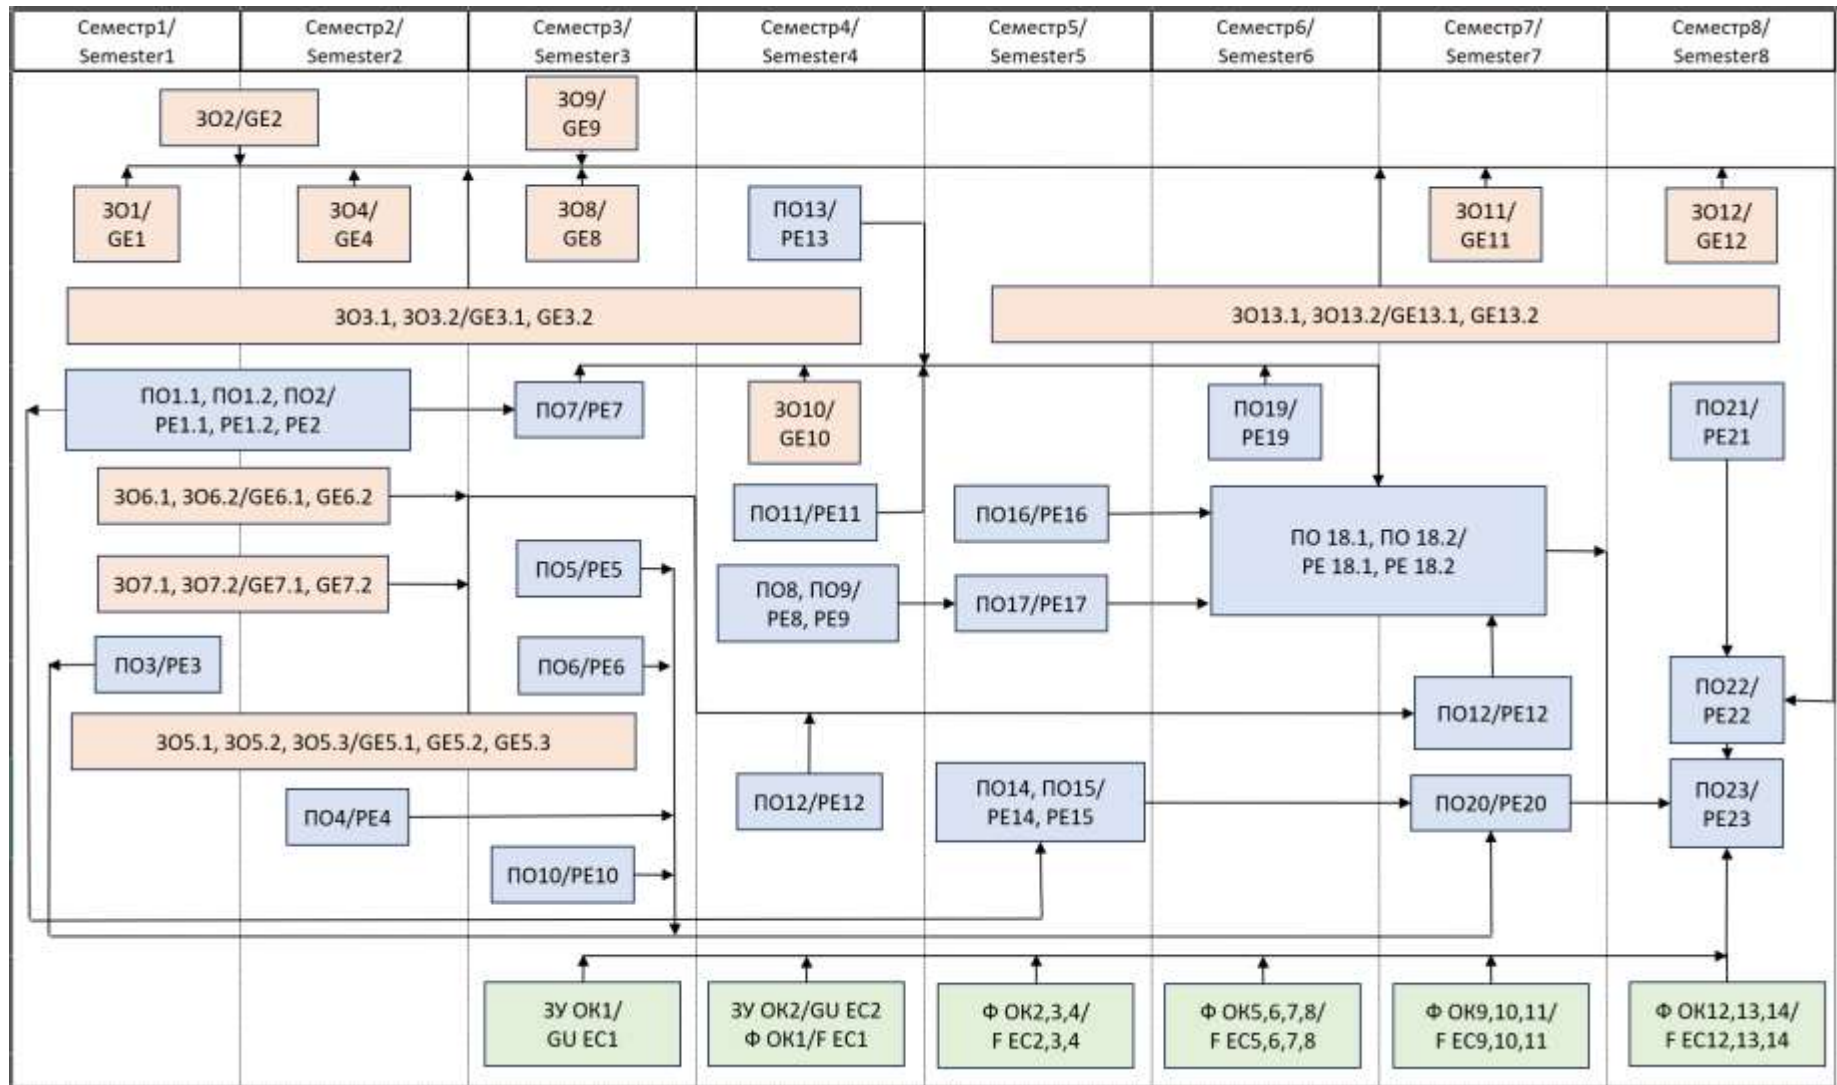 Семестр1/
Semester1
Семестр2/
Semester2
Семестр3/
Semester3
Семестр4/
Semester4
Семестр5/
Semester5
Семестр6/
Semester6
Семестр7/
Semester7
Семестр8/
Semester8
ЗО2/GE2
ЗО9/
GE9
ЗО1/
GE1
ЗО4/
GE4
ЗО8/
GE8
ПО13/
PE13
ЗО11/
GE11
ЗО12/
GE12
ЗО3.1, ЗО3.2/GE3.1, GE3.2
ЗО13.1, ЗО13.2/GE13.1, GE13.2
ПО1.1, ПО1.2, ПО2/
PE1.1, PE1.2, PE2
ПО7/PE7
ЗО10/
GE10
ПО19/
PE19
ПО21/
PE21
ЗО6.1, ЗО6.2/GE6.1, GE6.2
ПО11/PE11
ПО16/PE16
ПО 18.1, ПО 18.2/
PE 18.1, PE 18.2
ЗО7.1, ЗО7.2/GE7.1, GE7.2
ПО5/PE5
ПО8, ПО9/
PE8, PE9
ПО17/PE17
ПО3/PE3
ПО6/PE6
ПО12/PE12
ПО22/
PE22
ЗО5.1, ЗО5.2, ЗО5.3/GE5.1, GE5.2, GE5.3
ПО4/PE4
ПО12/PE12
ПО14, ПО15/
PE14, PE15
ПО20/PE20
ПО23/
PE23
ПО10/PE10
ЗУ ОК1/
GU EC1
ЗУ ОК2/GU EC2
Ф ОК1/F EC1
Ф ОК2,3,4/
F EC2,3,4
Ф ОК5,6,7,8/
F EC5,6,7,8
Ф ОК9,10,11/
F EC9,10,11
Ф ОК12,13,14/
F EC12,13,14